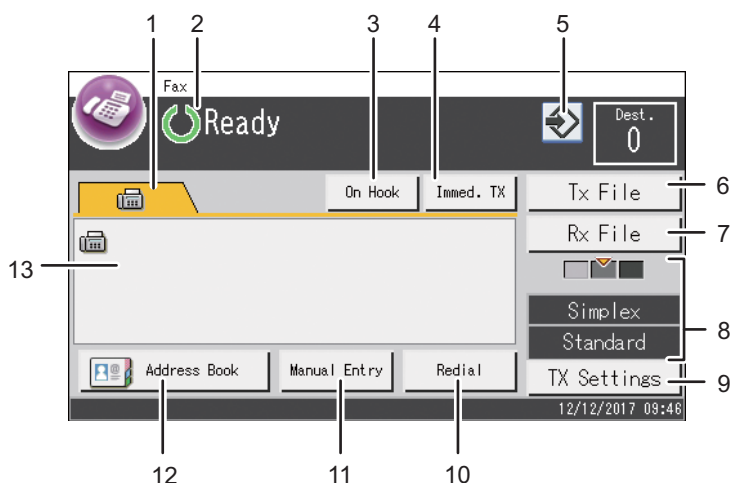 1 2 3 4 5
Fax
Ready
Dest.
0
On Hook Immed. TX Tx File 6
Rx File 7
13
Simplex
8
Standard
Address Book Manual Entry Redial TX Settings 9
12/12/2017 09:46
12 11 10